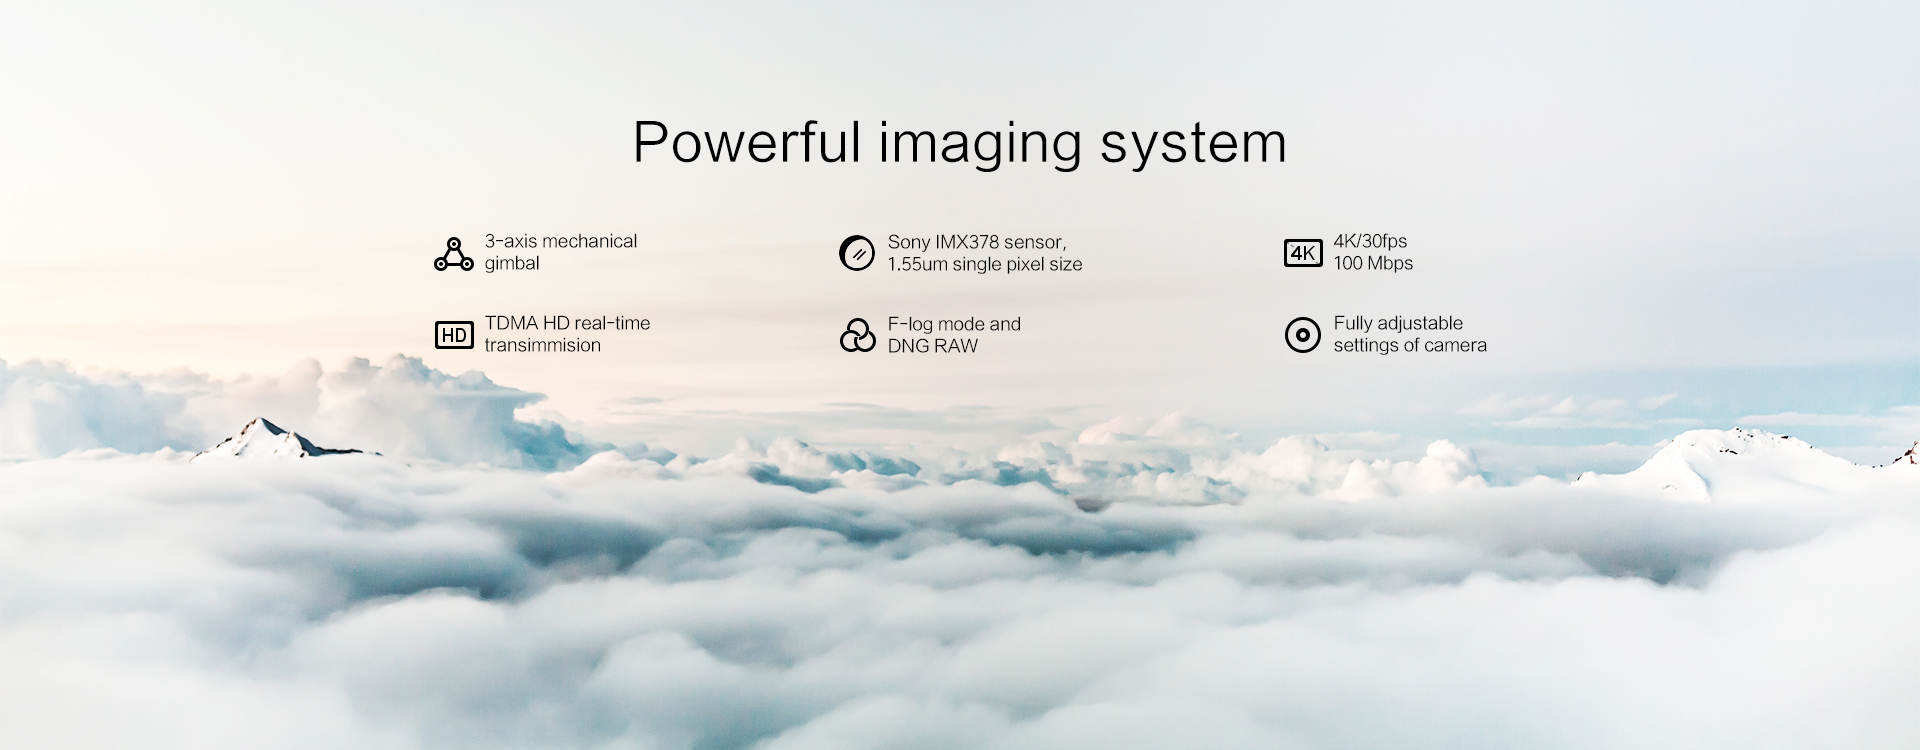 Powerful imaging system
3-axis mechanical
gimbal
Sony IMX378 sensor,
1.55um single pixel size
4K
4K/30fps
100 Mbps
HD
TDMA HD real-time
transimmision
F-log mode and
DNG RAW
Fully adjustable
settings of camera